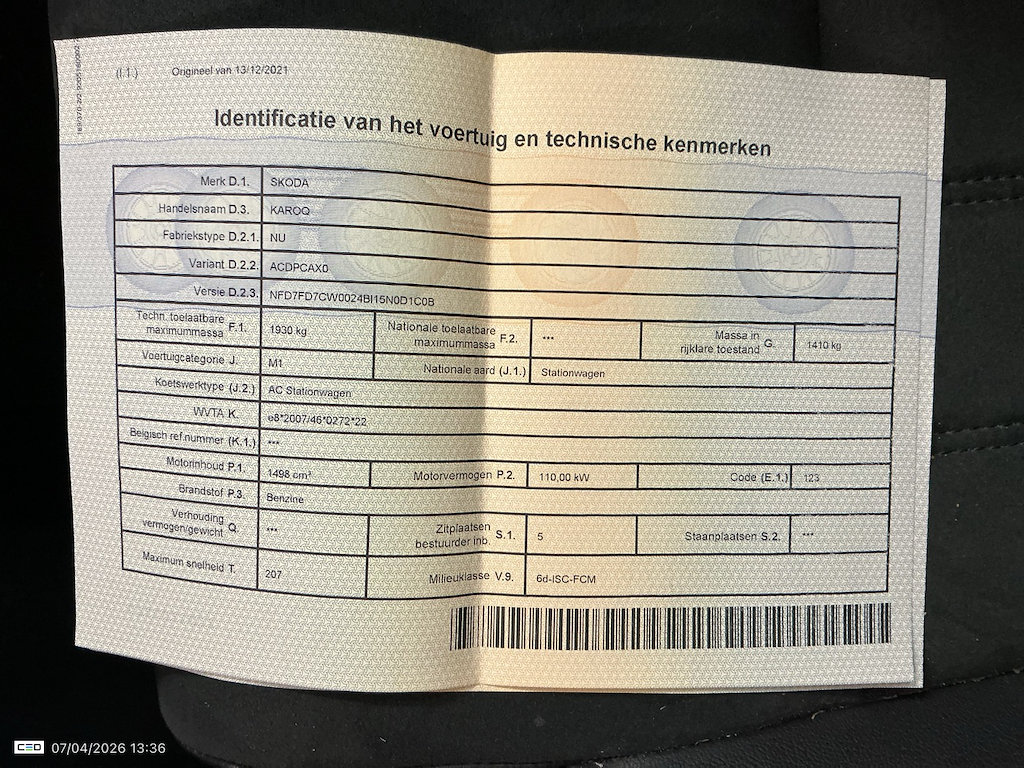 (I.1.) Origineel van 13/12/2021
Identificatie van het voertuig en technische kenmerken
Merk D.1. SKODA
Handelsnaam D.3. KAROQ
Fabriekstype D.2.1. NU
Variant D.2.2. ACDPCAX0
Versie D.2.3. NFD7FD7CW0024BI15N0D1C0B
Techn. toelaatbare maximummassa F.1. 1930 kg Nationale toelaatbare maximummassa F.2. *** Massa in rijklare toestand G. 1410 kg
Voertuigcategorie J. M1 Nationale aard (J.1.) Stationwagen
Koetswerktype (J.2.) AC Stationwagen
WVTA K. e8*2007/46*0272*22
Belgisch ref.nummer (K.1.) ***
Motorinhoud P.1. 1498 cm³ Motorvermogen P.2. 110,00 kW Code (E.1.) 123
Brandstof P.3. Benzine
Verhouding vermogen/gewicht Q. *** Zitplaatsen bestuurder inb. S.1. 5 Staanplaatsen S.2. ***
Maximum snelheid T. 207 Milieuklasse V.9. 6d-ISC-FCM
CEO 07/04/2026 13:36